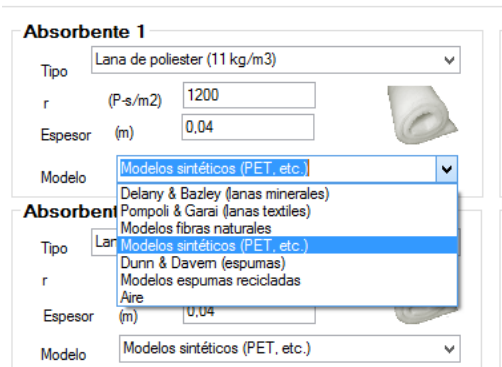 Absorbente 1
Tipo Lana de poliester (11 kg/m3)
r (P-s/m2) 1200
Espesor (m) 0,04
Modelo Modelos sintéticos (PET, etc.)
Delany & Bazley (lanas minerales)
Absorbent
Pompoli & Garai (lanas textiles)
Modelos fibras naturales
Tipo Lan
Modelos sintéticos (PET, etc.)
Dunn & Davern (espumas)
r
Modelos espumas recicladas
Aire
Espesor (m) 0,04
Modelo Modelos sintéticos (PET, etc.)